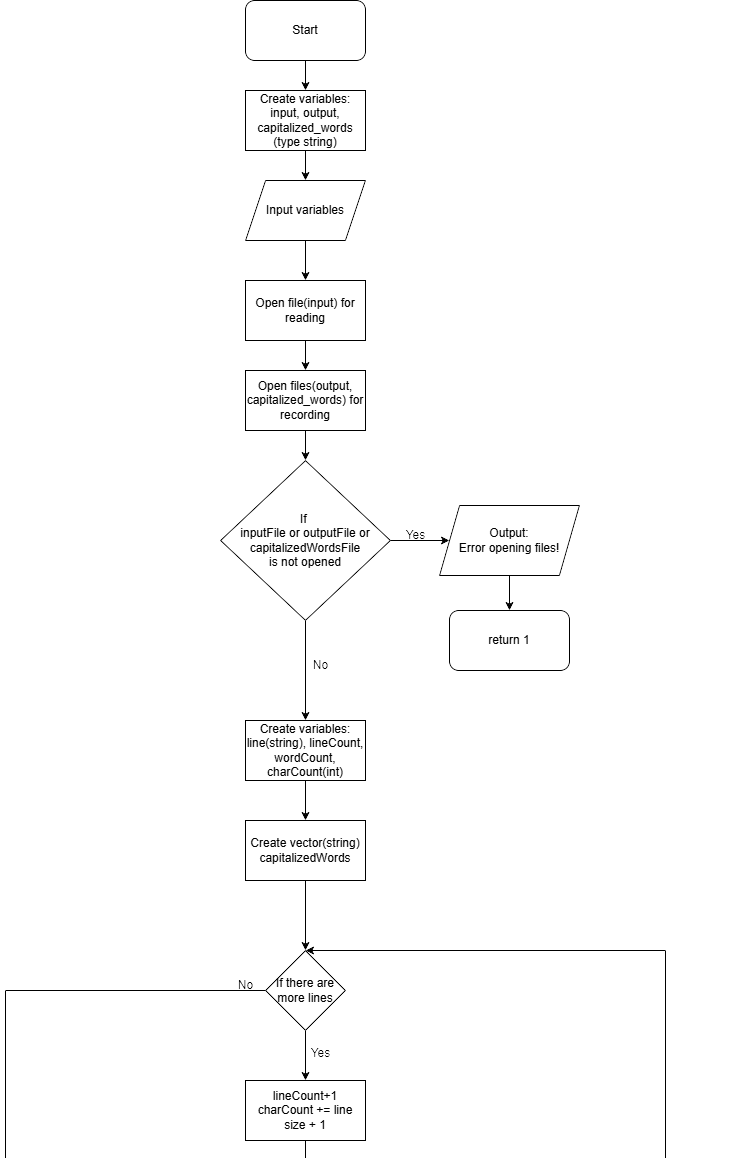 Start
Create variables:
input, output,
capitalized_words
(type string)
Input variables
Open file(input) for
reading
Open files(output,
capitalized_words) for
recording
If
inputFile or outputFile or
capitalizedWordsFile
is not opened
Yes
Output:
Error opening files!
return 1
No
Create variables:
line(string), lineCount,
wordCount,
charCount(int)
Create vector(string)
capitalizedWords
If there are
more lines
No
Yes
lineCount+1
charCount += line
size + 1